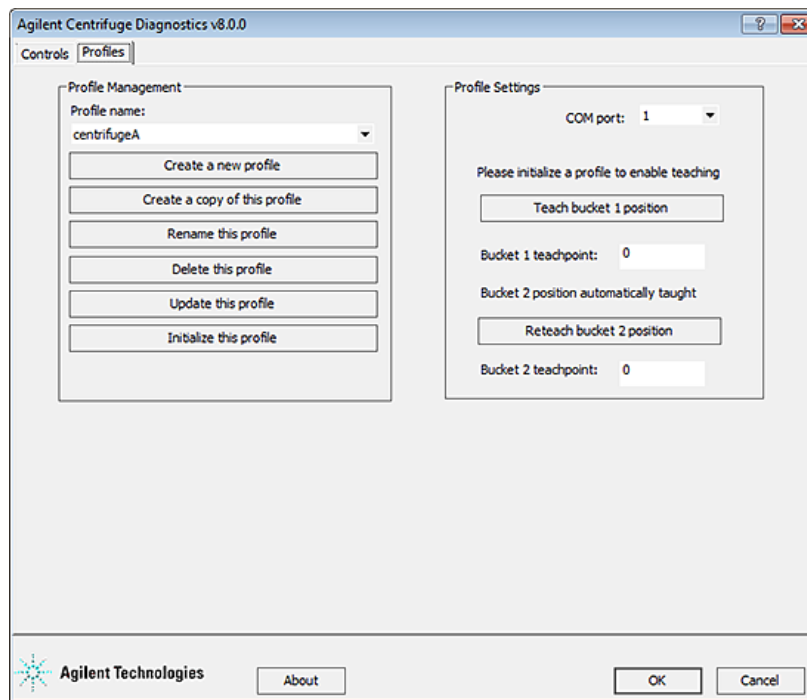 Agilent Centrifuge Diagnostics v8.0.0
?
Controls
Profiles
Profile Management
Profile name:
centrifugeA
Create a new profile
Create a copy of this profile
Rename this profile
Delete this profile
Update this profile
Initialize this profile
Profile Settings
COM port: 1
Please initialize a profile to enable teaching
Teach bucket 1 position
Bucket 1 teachpoint: 0
Bucket 2 position automatically taught
Reteach bucket 2 position
Bucket 2 teachpoint: 0
Agilent Technologies
About
OK
Cancel